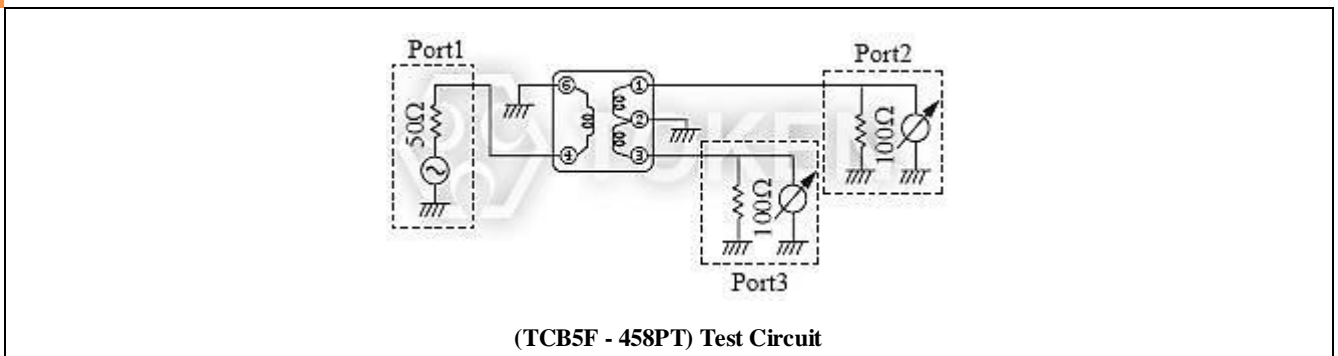 Port1
Port2
50Ω
⑥
①
②
④
③
100Ω
100Ω
Port3
(TCB5F - 458PT) Test Circuit